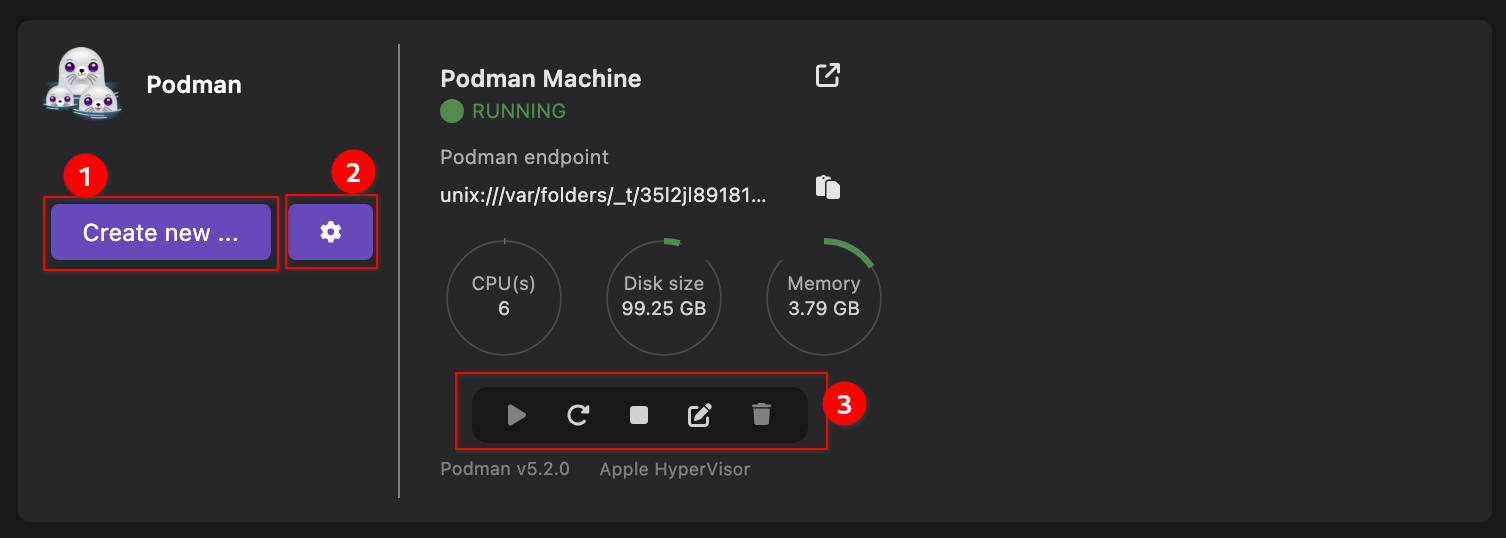 Podman
1
2
Create new ...
Podman Machine
RUNNING
Podman endpoint
unix:///var/folders/_t/35l2jl89181...
CPU(s)
6
Disk size
99.25 GB
Memory
3.79 GB
3
Podman v5.2.0
Apple HyperVisor